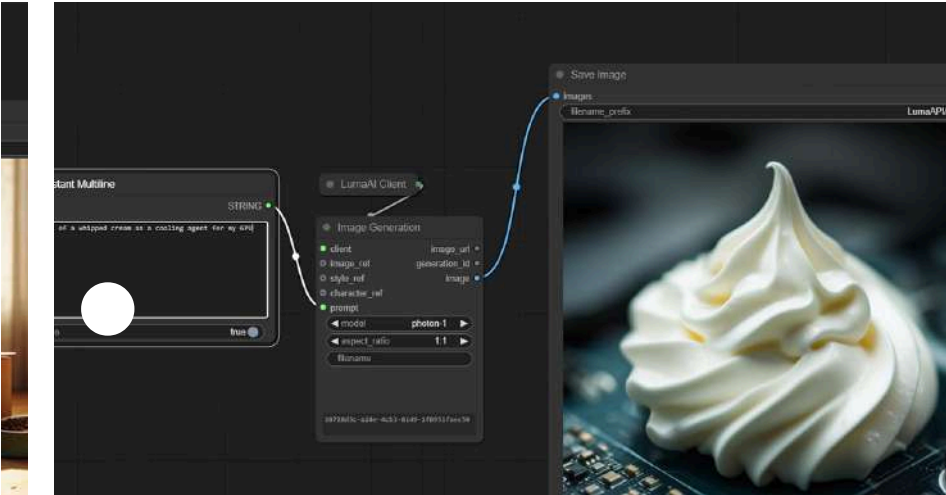 stant Multiline
STRING
of a whipped cream as a cooling agent for my GPU
true
LumaAI Client
Image Generation
client
image_url
image_ref
generation_id
style_ref
image
character_ref
prompt
model
photon-1
aspect_ratio
1:1
filename
Save Image
images
filename_prefix
LumaAPI/